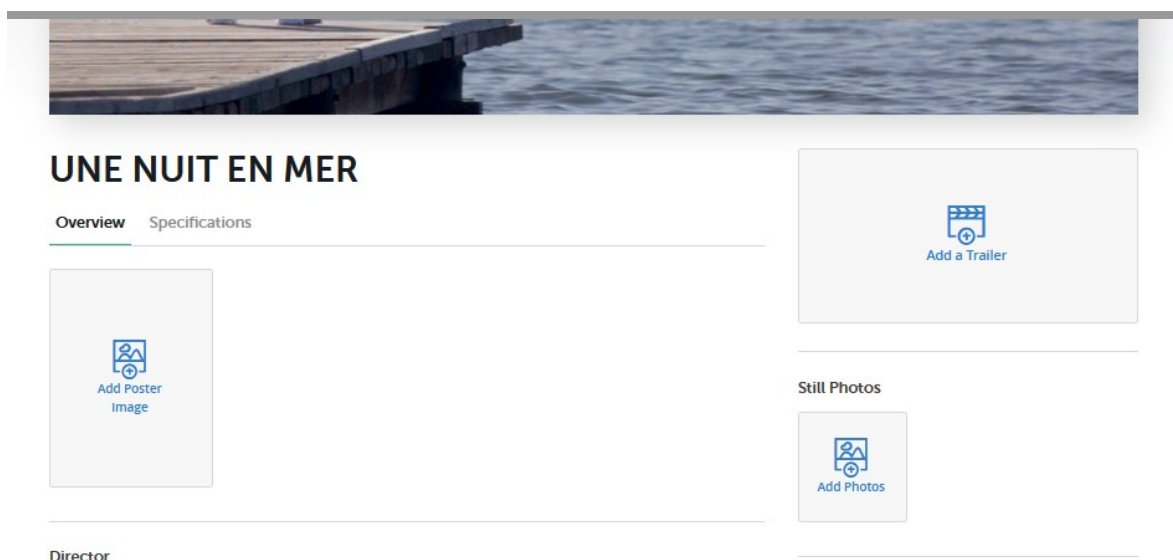 UNE NUIT EN MER
Overview Specifications
Add Poster
Image
Director
Add a Trailer
Still Photos
Add Photos